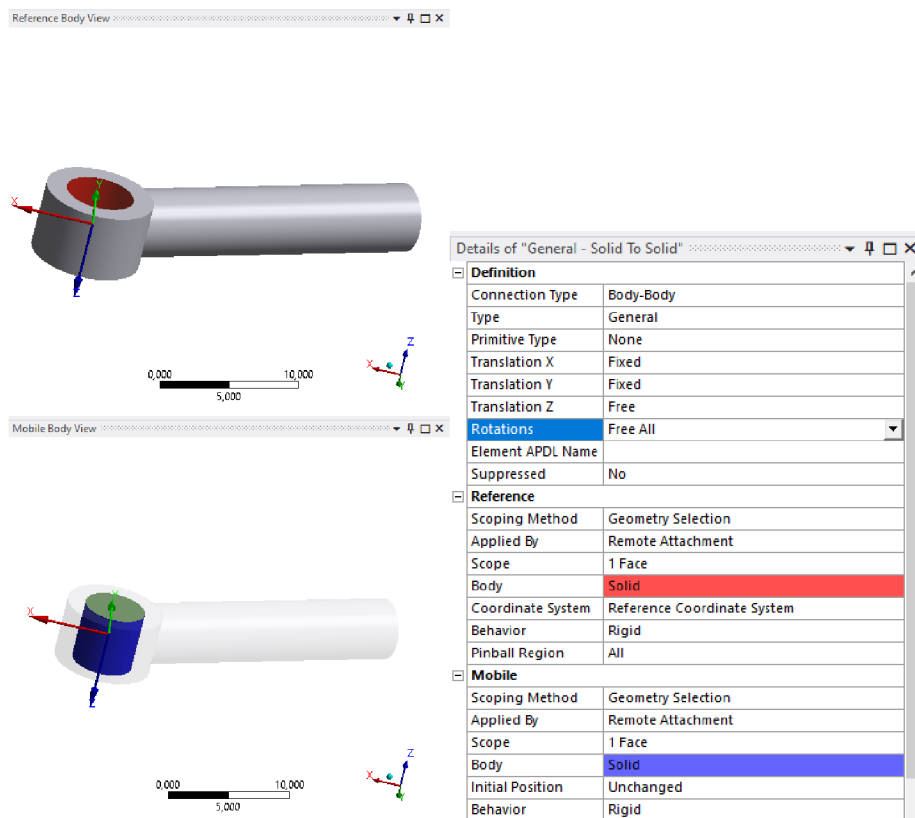 Reference Body View
X
Y
Z
Z
X
Y
0,000 10,000
5,000
Mobile Body View
X
Y
Z
Z
X
Y
0,000 10,000
5,000
Details of "General - Solid To Solid"
Definition
Connection Type Body-Body
Type General
Primitive Type None
Translation X Fixed
Translation Y Fixed
Translation Z Free
Rotations Free All
Element APDL Name
Suppressed No
Reference
Scoping Method Geometry Selection
Applied By Remote Attachment
Scope 1 Face
Body Solid
Coordinate System Reference Coordinate System
Behavior Rigid
Pinball Region All
Mobile
Scoping Method Geometry Selection
Applied By Remote Attachment
Scope 1 Face
Body Solid
Initial Position Unchanged
Behavior Rigid